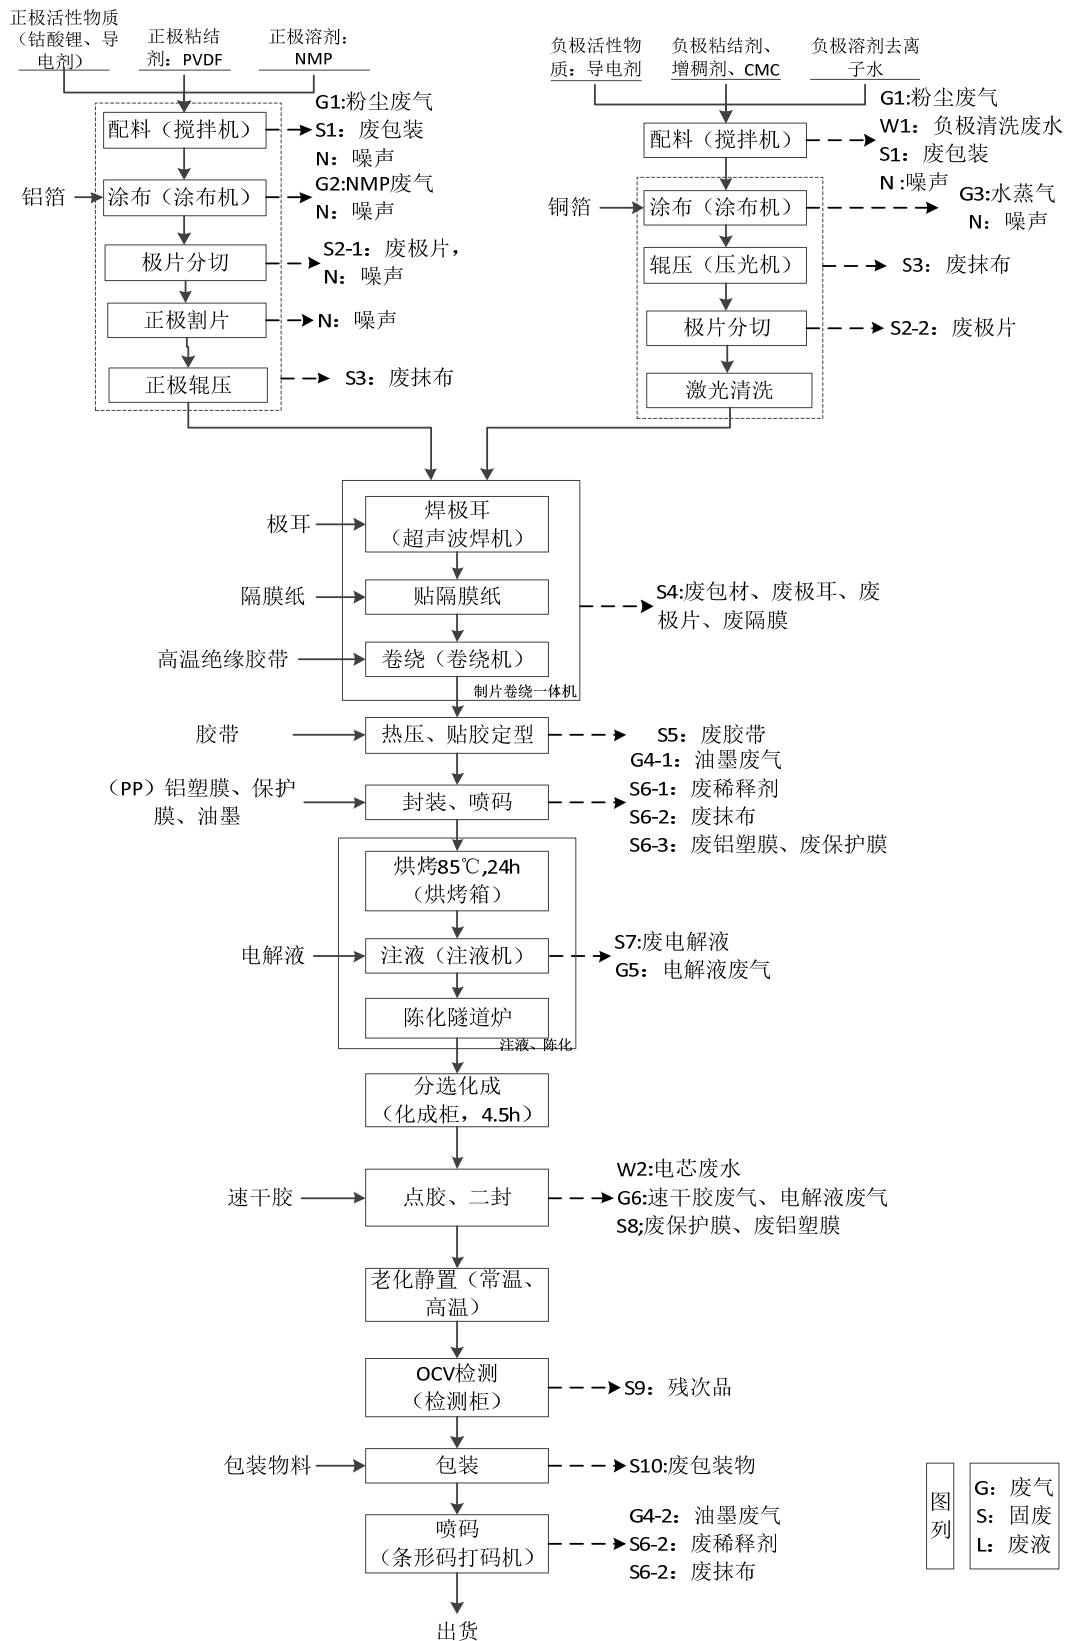 正极活性物质
（钴酸锂、导
电剂）
正极粘结
剂：PVDF
正极溶剂：
NMP
G1:粉尘废气
配料（搅拌机）
S1：废包装
N：噪声
铝箔
涂布（涂布机）
G2:NMP废气
N：噪声
极片分切
S2-1：废极片，
N：噪声
正极割片
N：噪声
正极辊压
S3：废抹布
负极活性物
质：导电剂
负极粘结剂、
增稠剂、CMC
负极溶剂去离
子水
G1:粉尘废气
配料（搅拌机）
W1：负极清洗废水
S1：废包装
N :噪声
铜箔
涂布（涂布机）
G3:水蒸气
N：噪声
辊压（压光机）
S3：废抹布
极片分切
S2-2：废极片
激光清洗
极耳
焊极耳
（超声波焊机）
隔膜纸
贴隔膜纸
S4:废包材、废极耳、废
极片、废隔膜
高温绝缘胶带
卷绕（卷绕机）
制片卷绕一体机
胶带
热压、贴胶定型
S5：废胶带
（PP）铝塑膜、保护
膜、油墨
封装、喷码
G4-1：油墨废气
S6-1：废稀释剂
S6-2：废抹布
S6-3：废铝塑膜、废保护膜
烘烤85℃,24h
（烘烤箱）
电解液
注液（注液机）
S7:废电解液
G5：电解液废气
陈化隧道炉
注液、陈化
分选化成
（化成柜，4.5h）
速干胶
点胶、二封
W2:电芯废水
G6:速干胶废气、电解液废气
S8;废保护膜、废铝塑膜
老化静置（常温、
高温）
OCV检测
（检测柜）
S9：残次品
包装物料
包装
S10:废包装物
喷码
（条形码打码机）
G4-2：油墨废气
S6-2：废稀释剂
S6-2：废抹布
出货
图
列
G：废气
S：固废
L：废液